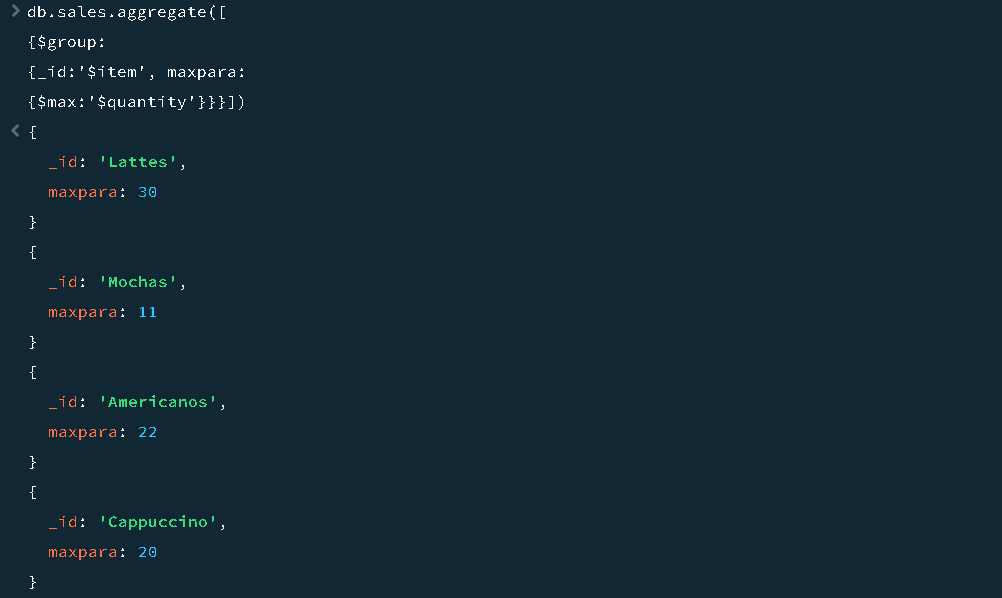 > db.sales.aggregate([
{$group:
{_id:'$item', maxpara:
{$max:'$quantity'}}}])
< {
_id: 'Lattes',
maxpara: 30
}
{
_id: 'Mochas',
maxpara: 11
}
{
_id: 'Americanos',
maxpara: 22
}
{
_id: 'Cappuccino',
maxpara: 20
}